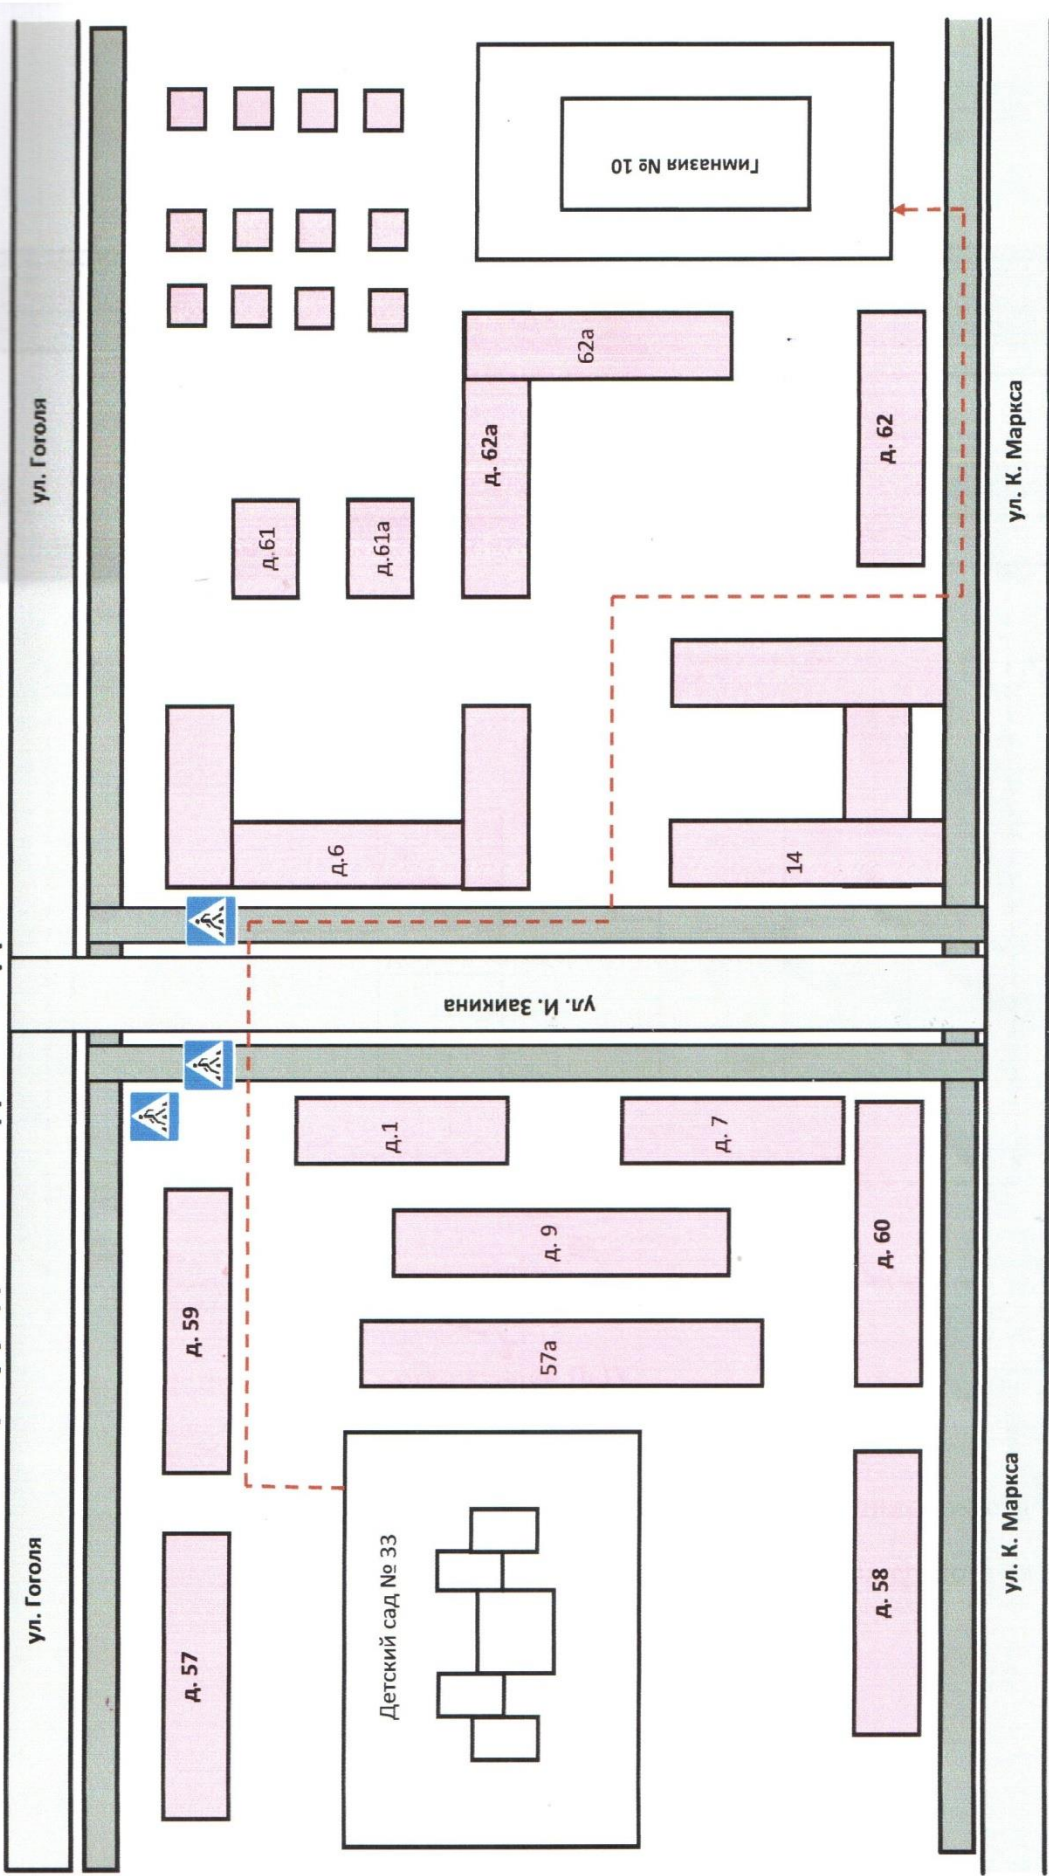 ул. Гоголя
ул. Гоголя
д. 57
д. 59
д.6
д.61
д.61а
д. 62а
62а
Гимназия № 10
Детский сад № 33
57а
д. 9
д.1
д. 7
ул. И. Заикина
14
д. 58
д. 60
д. 62
ул. К. Маркса
ул. К. Маркса